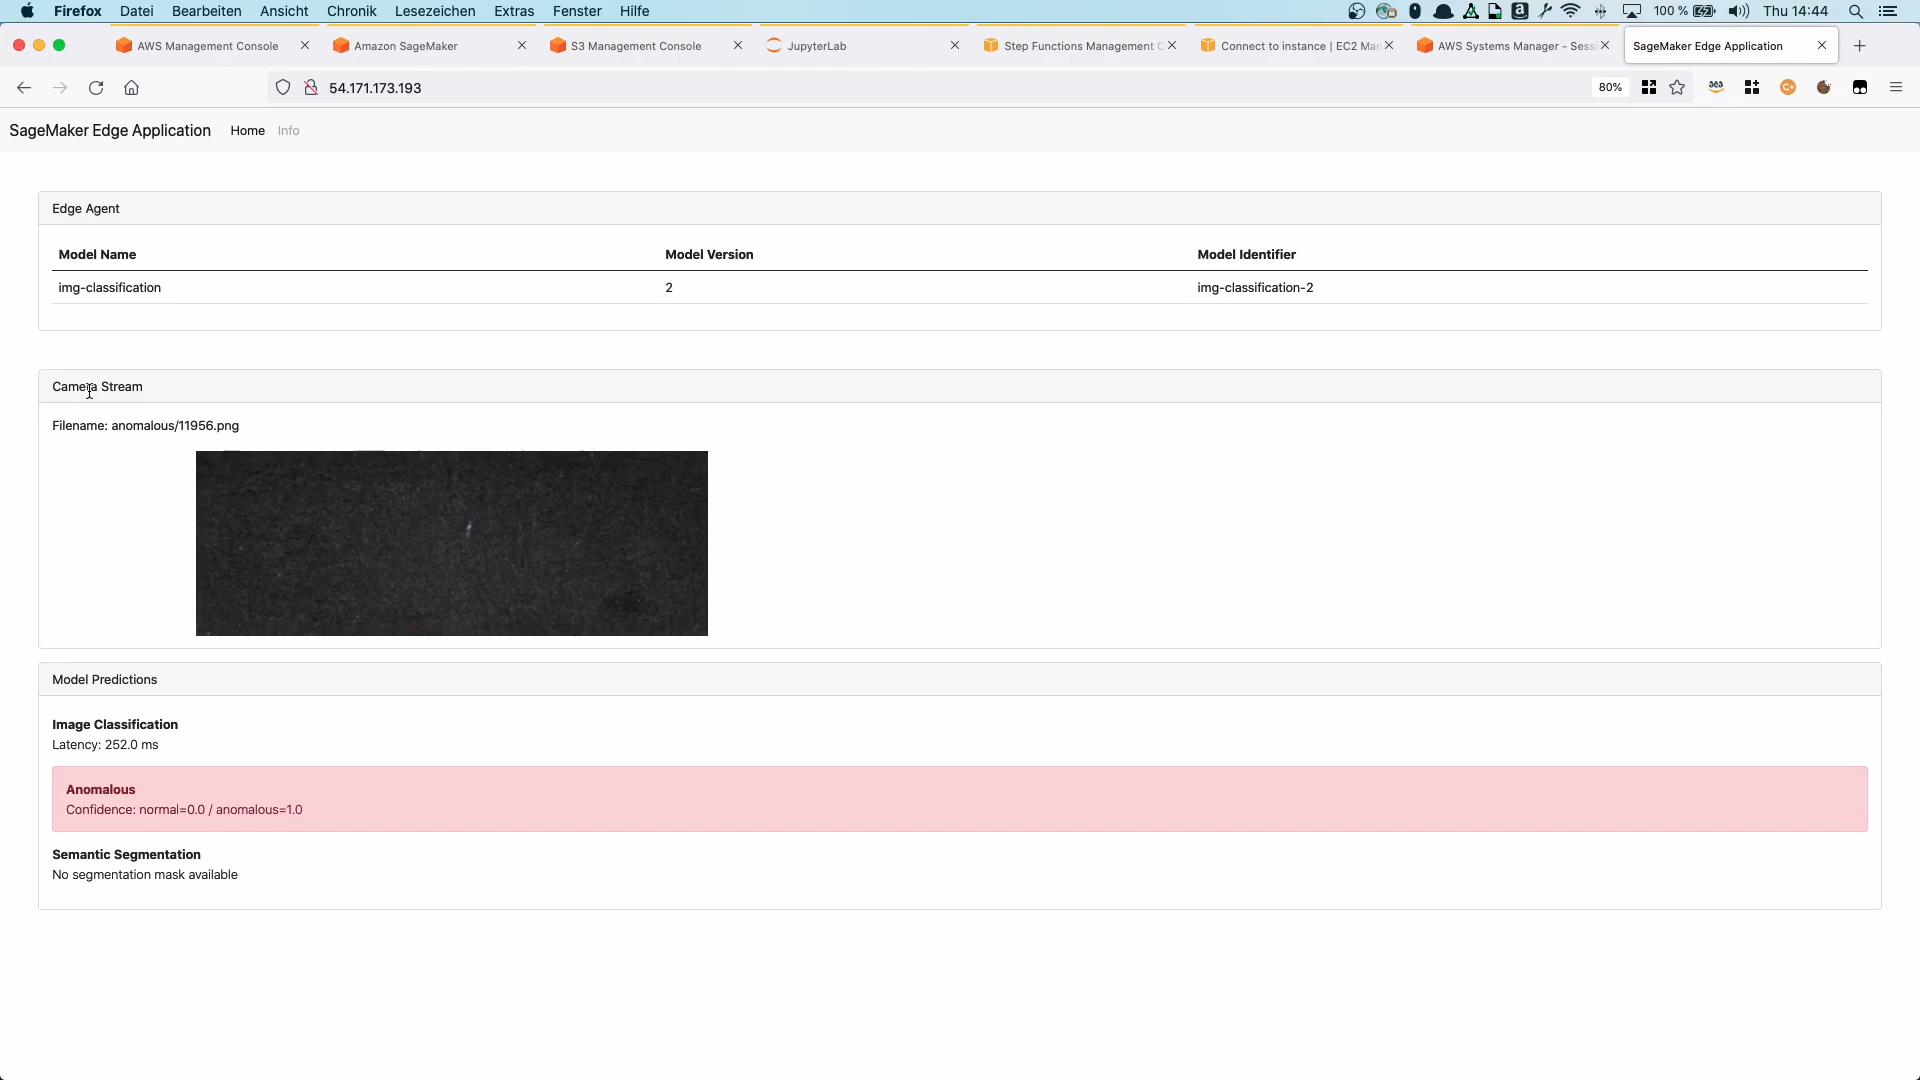 Firefox Datei Bearbeiten Ansicht Chronik Lesezeichen Extras Fenster Hilfe 100 % Thu 14:44
AWS Management Console Amazon SageMaker S3 Management Console JupyterLab Step Functions Management C Connect to instance | EC2 Man AWS Systems Manager - Sessi SageMaker Edge Application
54.171.173.193 80%
SageMaker Edge Application Home Info
Edge Agent
Model Name Model Version Model Identifier
img-classification 2 img-classification-2
Camera Stream
Filename: anomalous/11956.png
Model Predictions
Image Classification
Latency: 252.0 ms
Anomalous
Confidence: normal=0.0 / anomalous=1.0
Semantic Segmentation
No segmentation mask available